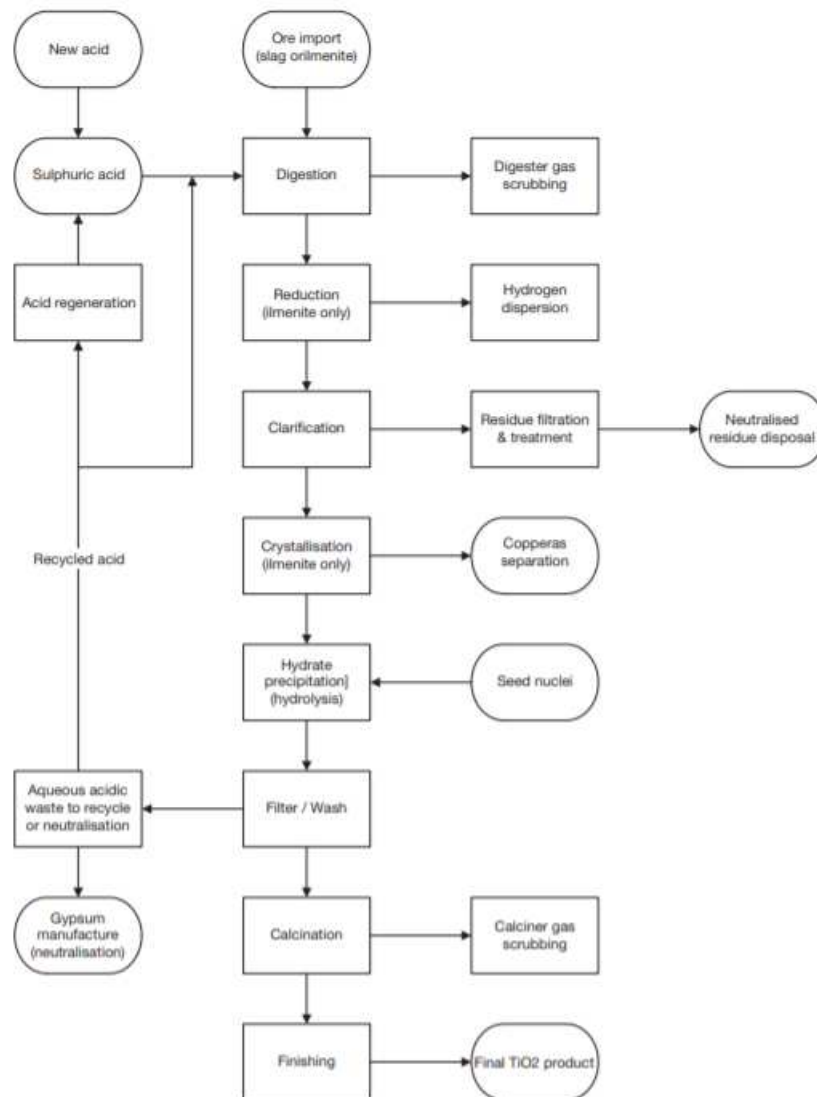 New acid
Ore import
(slag orilmenite)
Sulphuric acid
Digestion
Digester gas
scrubbing
Acid regeneration
Reduction
(ilmenite only)
Hydrogen
dispersion
Clarification
Residue filtration
& treatment
Neutralised
residue disposal
Recycled acid
Crystallisation
(ilmenite only)
Copperas
separation
Hydrate
precipitation]
(hydrolysis)
Seed nuclei
Aqueous acidic
waste to recycle
or neutralisation
Filter / Wash
Gypsum
manufacture
(neutralisation)
Calcination
Calciner gas
scrubbing
Finishing
Final TiO2 product